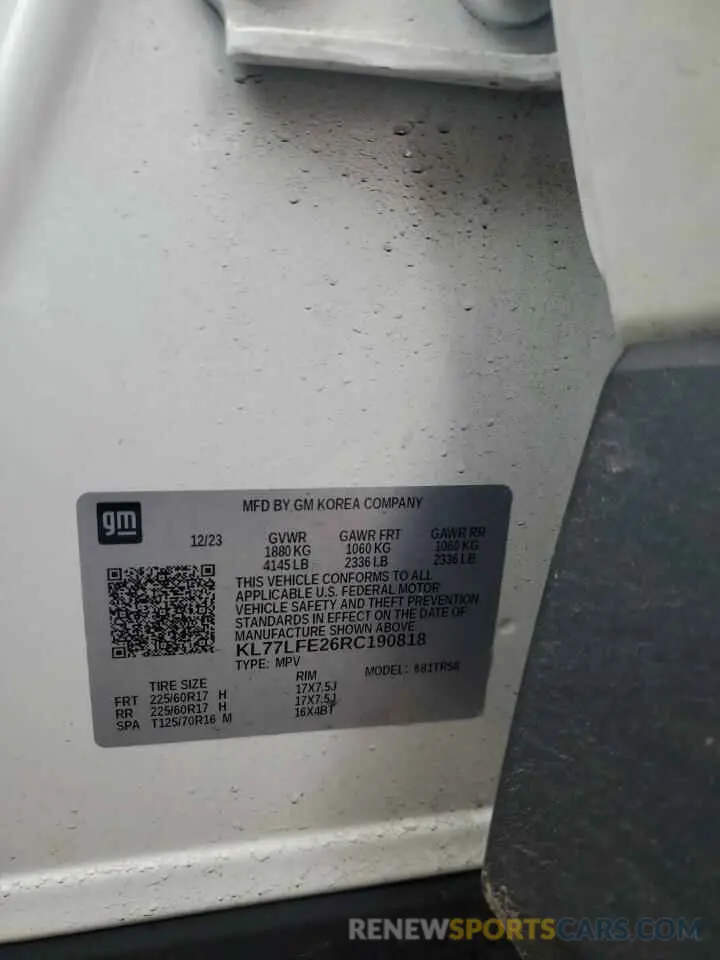 gm
MFD BY GM KOREA COMPANY
12/23 GVWR GAWR FRT GAWR RR
1880 KG 1060 KG 1060 KG
4145 LB 2336 LB 2336 LB
THIS VEHICLE CONFORMS TO ALL
APPLICABLE U.S. FEDERAL MOTOR
VEHICLE SAFETY AND THEFT PREVENTION
STANDARDS IN EFFECT ON THE DATE OF
MANUFACTURE SHOWN ABOVE
KL77LFE26RC190818
TYPE: MPV MODEL:
TIRE SIZE RIM
FRT 225/60R17 H 17X7.5J
RR 225/60R17 H 17X7.5J
SPA T125/70R16 M 16X4BT
RENEWSPORTSCARS.COM